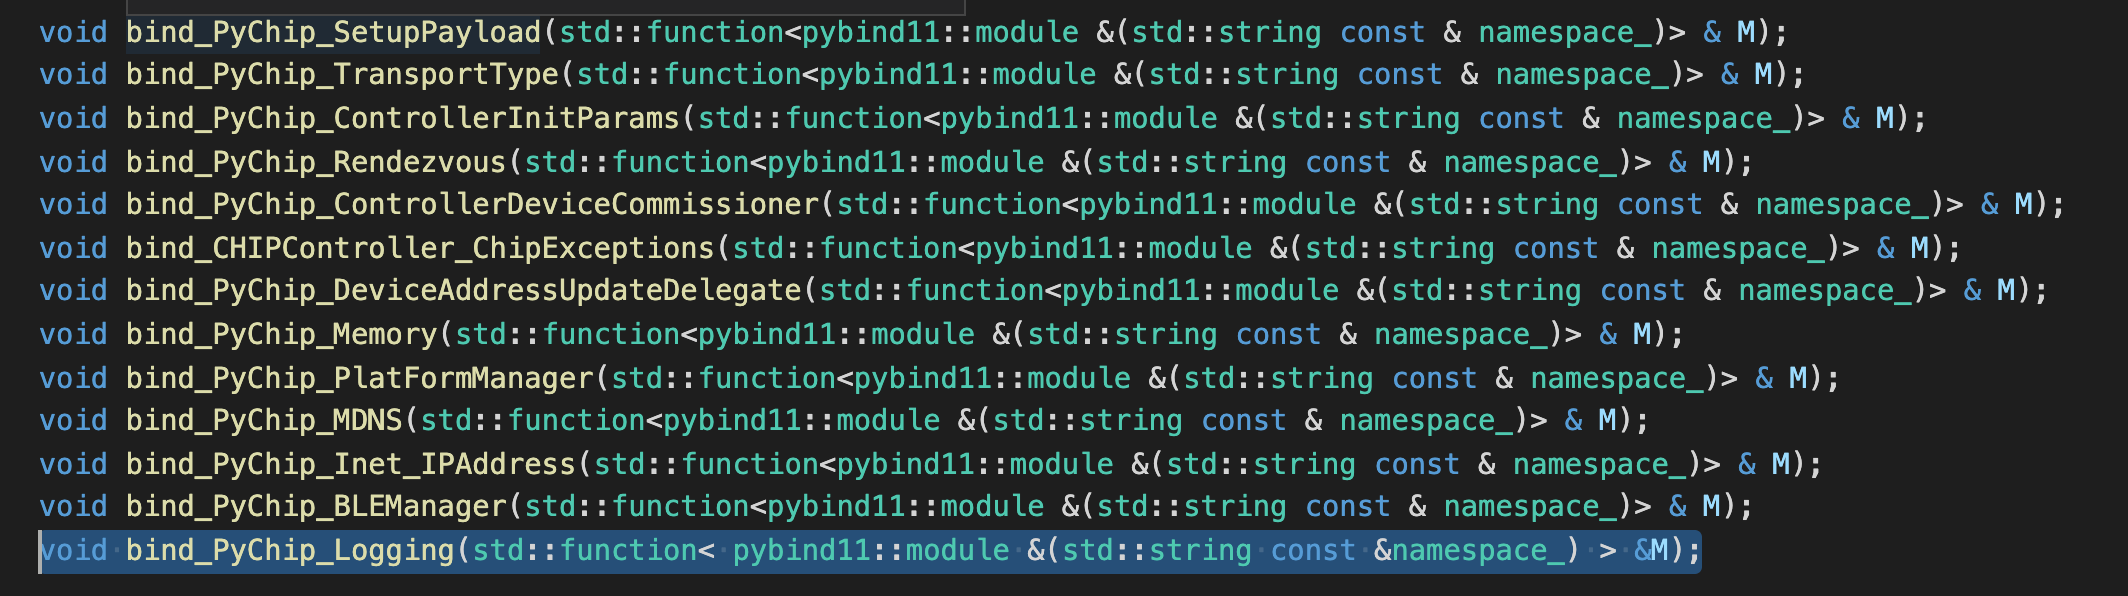 void bind_PyChip_SetupPayload(std::function<pybind11::module &(std::string const & namespace_)> & M);
void bind_PyChip_TransportType(std::function<pybind11::module &(std::string const & namespace_)> & M);
void bind_PyChip_ControllerInitParams(std::function<pybind11::module &(std::string const & namespace_)> & M);
void bind_PyChip_Rendezvous(std::function<pybind11::module &(std::string const & namespace_)> & M);
void bind_PyChip_ControllerDeviceCommissioner(std::function<pybind11::module &(std::string const & namespace_)> & M);
void bind_CHIPController_ChipExceptions(std::function<pybind11::module &(std::string const & namespace_)> & M);
void bind_PyChip_DeviceAddressUpdateDelegate(std::function<pybind11::module &(std::string const & namespace_)> & M);
void bind_PyChip_Memory(std::function<pybind11::module &(std::string const & namespace_)> & M);
void bind_PyChip_PlatFormManager(std::function<pybind11::module &(std::string const & namespace_)> & M);
void bind_PyChip_MDNS(std::function<pybind11::module &(std::string const & namespace_)> & M);
void bind_PyChip_Inet_IPAddress(std::function<pybind11::module &(std::string const & namespace_)> & M);
void bind_PyChip_BLEManager(std::function<pybind11::module &(std::string const & namespace_)> & M);
void bind_PyChip_Logging(std::function< pybind11::module &(std::string const &namespace_) > &M);